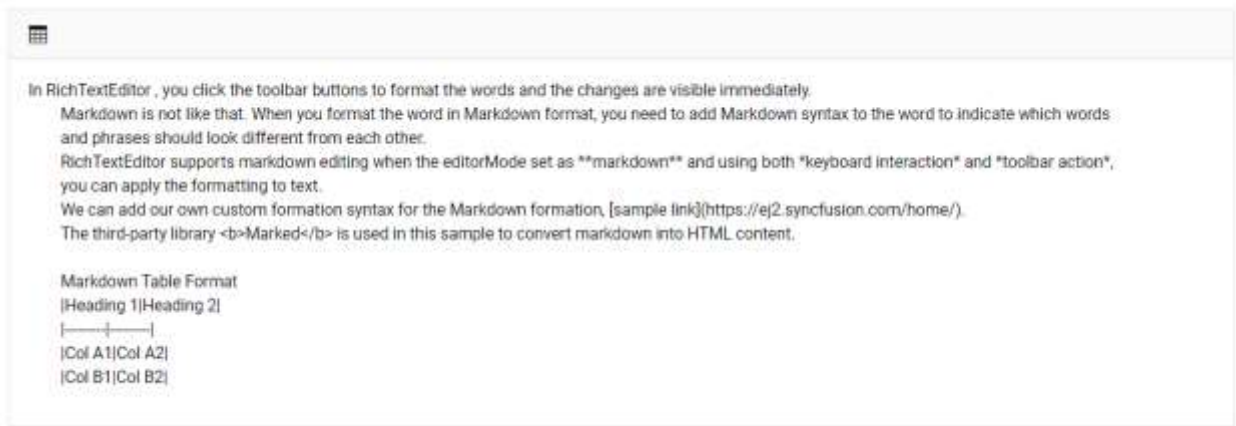 In RichTextEditor , you click the toolbar buttons to format the words and the changes are visible immediately.
Markdown is not like that. When you format the word in Markdown format, you need to add Markdown syntax to the word to indicate which words
and phrases should look different from each other.
RichTextEditor supports markdown editing when the editorMode set as **markdown** and using both *keyboard interaction* and *toolbar action*,
you can apply the formatting to text.
We can add our own custom formation syntax for the Markdown formation, [sample link](https://ej2.syncfusion.com/home/).
The third-party library <b>Marked</b> is used in this sample to convert markdown into HTML content.
Markdown Table Format
|Heading 1|Heading 2|
|--------|--------|
|Col A1|Col A2|
|Col B1|Col B2|